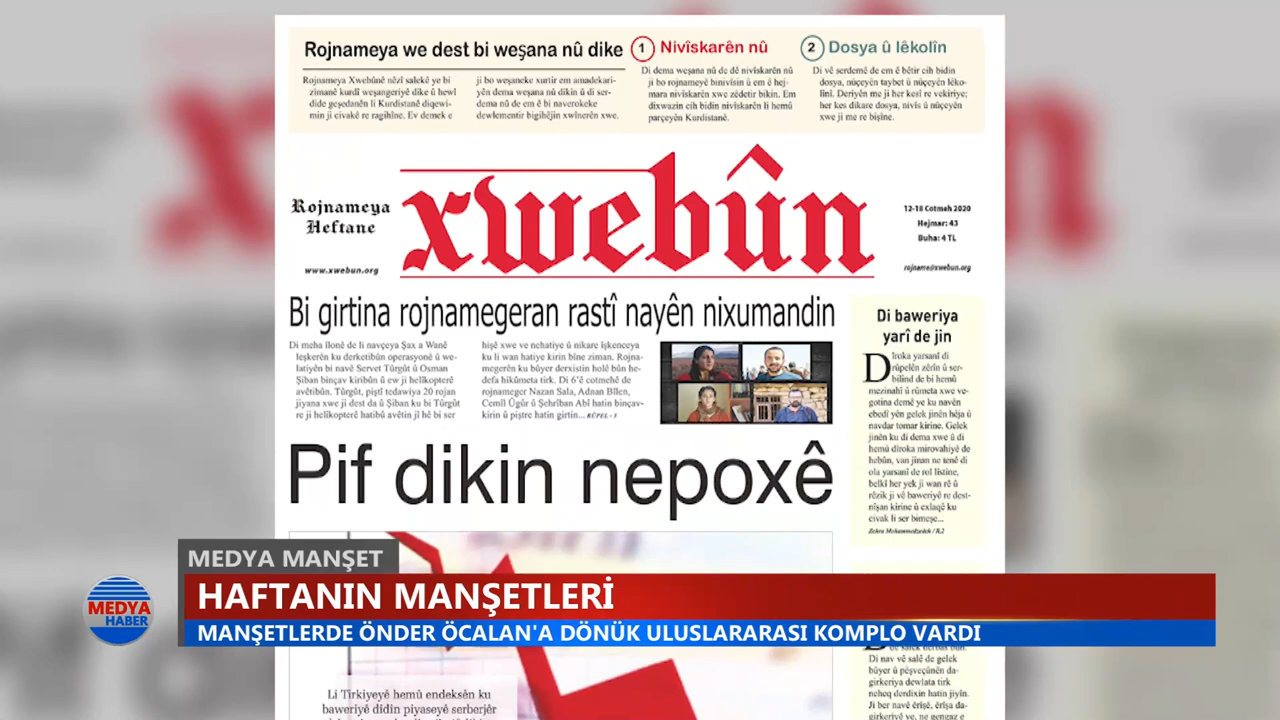 Rojnameya we dest bi weşana nû dike
Rojnameya Xwebûnê nêzî salekê ye bi
zimanê kurdî weşangeriyê dike û hewl
dide geşedanên li Kurdistanê diqewi-
min ji civakê re ragihîne. Ev demek e
ji bo weşaneke xurtir em amadekari-
yên dema weşana nû dikin û di ser-
dema nû de em ê bi naverokeke
dewlementir bigihêjin xwînerên xwe.
1 Nivîskarên nû
Di dema weşana nû de dê nivîskarên nû
ji bo rojnameyê binivîsin û em ê hej-
mara nivîskarên xwe zêdetir bikin. Em
dixwazin cih bidin nivîskarên li hemû
parçeyên Kurdistanê.
2 Dosya û lêkolîn
Di vê serdemê de em ê bêtir cih bidin
dosya, nûçeyên taybet û nûçeyên lêko-
lînî. Deriyên me ji her kesî re vekiriye;
her kes dikare dosya, nivîs û nûçeyên
xwe ji me re bişîne.
Rojnameya
Heftane
www.xwebun.org
xwebûn
12-18 Cotmeh 2020
Hejmar: 43
Buha: 4 TL
rojname@xwebun.org
Bi girtina rojnamegeran rastî nayên nixumandin
Di meha îlonê de li navçeya Şax a Wanê
leşkerên ku derketibûn operasyonê û we-
latiyên bi navê Servet Tûrgût û Osman
Şiban binçav kiribûn û ew ji helîkopterê
avêtibûn. Tûrgût, piştî tedawiya 20 rojan
jiyana xwe ji dest da û Şiban ku bi Tûrgût
re ji helîkopterê hatibû avêtin jî hê bi ser
hişê xwe ve nehatiye û nikare îşkenceya
ku li wan hatiye kirin bîne ziman. Rojna-
megerên ku bûyer derxistin holê bûn he-
defa hikûmeta tirk. Di 6'ê cotmehê de
rojnameger Nazan Sala, Adnan Bîlen,
Cemîl Ûgûr û Şehrîban Abî hatin binçav-
kirin û piştre hatin girtin... RÛPEL - 3
Pif dikin nepoxê
Di baweriya
yarî de jin
Dîroka yarsanî di
rûpelên zêrîn û ser-
bilind de bi hemû
mezinahî û rûmeta xwe ve-
gotina demê ye ku navên
ebedî yên gelek jinên hêja û
navdar tomar kirine. Gelek
jinên ku di dema xwe û di
hemû dîroka mirovahiyê de
hebûn, van jinan ne tenê di
ola yarsanî de rol lîstine,
belkî her yek ji wan rê û
rêzik ji vê baweriyê re dest-
nîşan kirine û exlaqê ku
civak li ser bimeşe...
MEDYA MANŞET
HAFTANIN MANŞETLERİ
MANŞETLERDE ÖNDER ÖCALAN'A DÖNÜK ULUSLARARASI KOMPLO VARDI
MEDYA
HABER
Li Tirkiyeyê hemû endeksên ku
baweriyê didin piyaseyê serberjêr
Di nav vê salê de gelek
bûyer û pêşveçûnên da-
girkeriya dewleta tirk
neheq derdixin hatin jiyîn.
Ji ber navê êrîşê, êrîşa da-